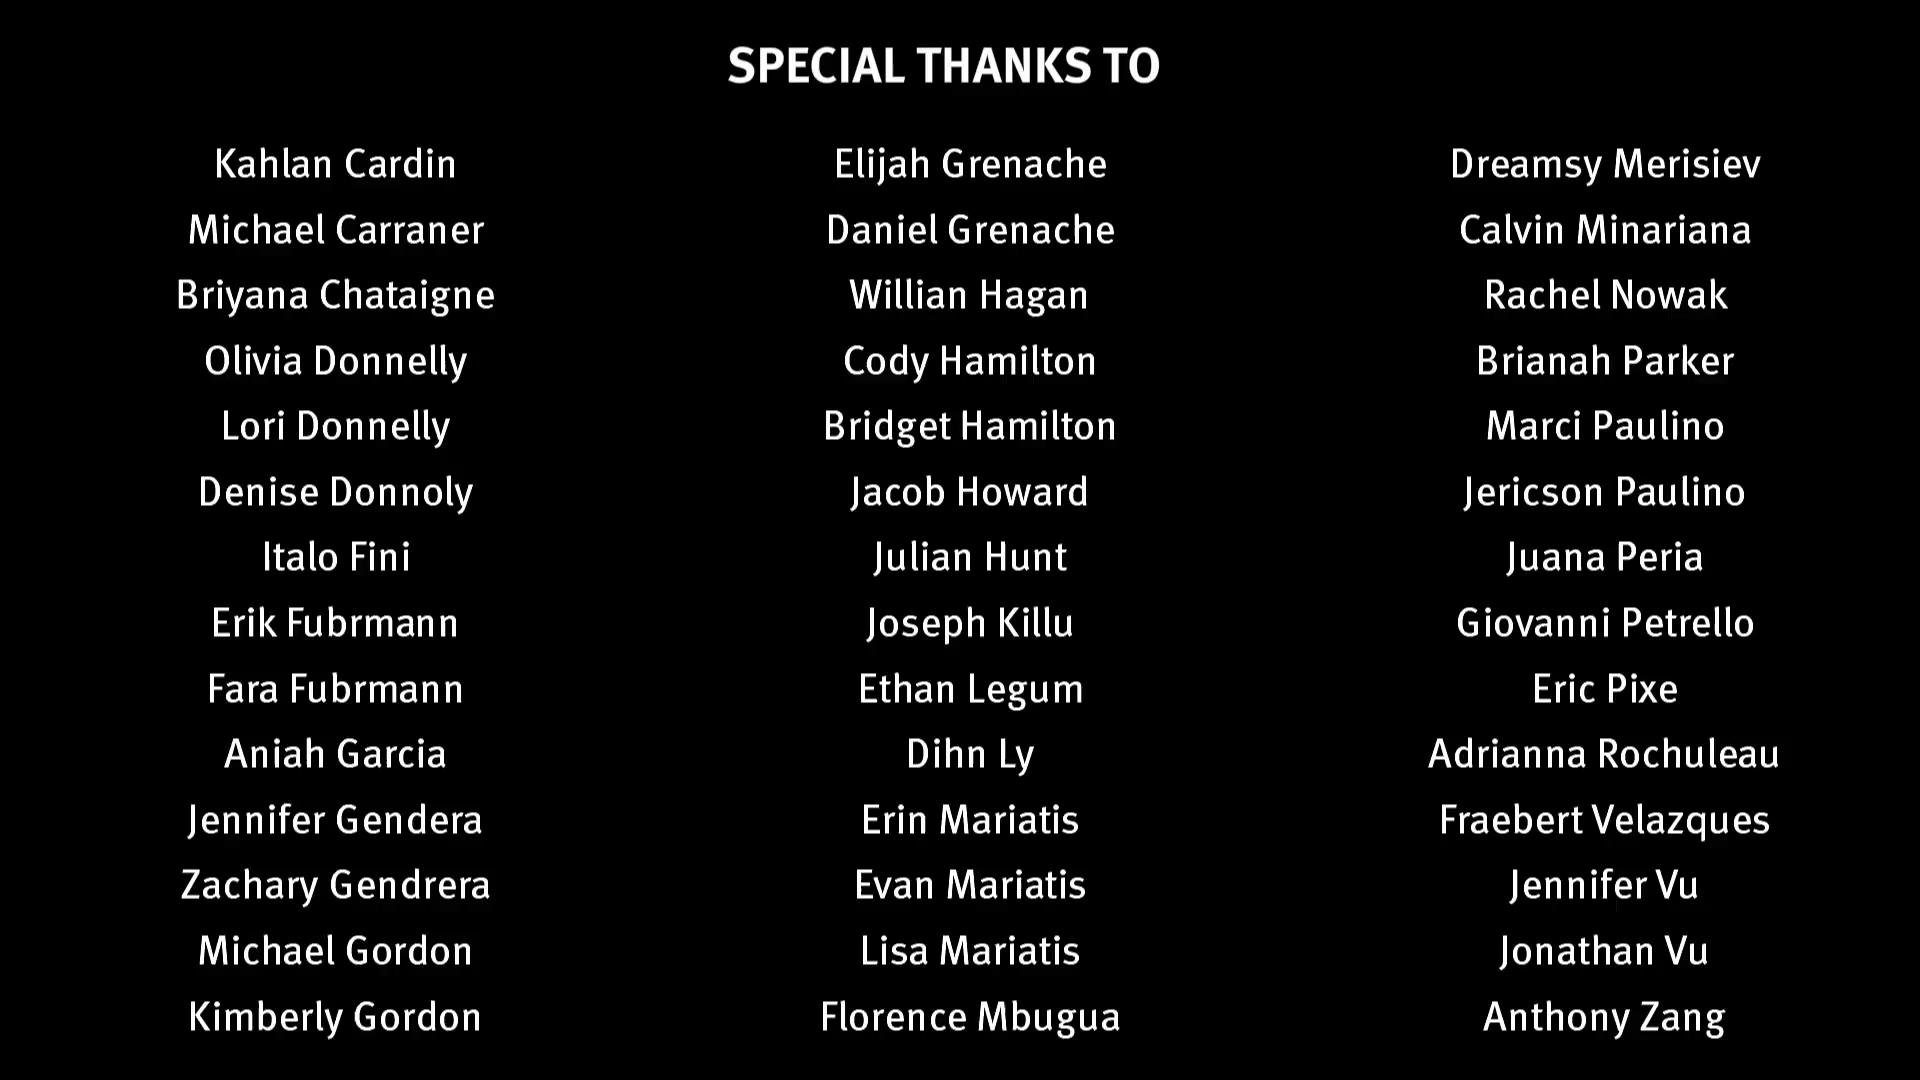 SPECIAL THANKS TO
Kahlan Cardin
Michael Carraner
Briyana Chataigne
Olivia Donnelly
Lori Donnelly
Denise Donnoly
Italo Fini
Erik Fubrmann
Fara Fubrmann
Aniah Garcia
Jennifer Gendera
Zachary Gendrera
Michael Gordon
Kimberly Gordon
Elijah Grenache
Daniel Grenache
Willian Hagan
Cody Hamilton
Bridget Hamilton
Jacob Howard
Julian Hunt
Joseph Killu
Ethan Legum
Dihn Ly
Erin Mariatis
Evan Mariatis
Lisa Mariatis
Florence Mbugua
Dreamsy Merisiev
Calvin Minariana
Rachel Nowak
Brianah Parker
Marci Paulino
Jericson Paulino
Juana Peria
Giovanni Petrello
Eric Pixe
Adrianna Rochuleau
Fraebert Velazques
Jennifer Vu
Jonathan Vu
Anthony Zang